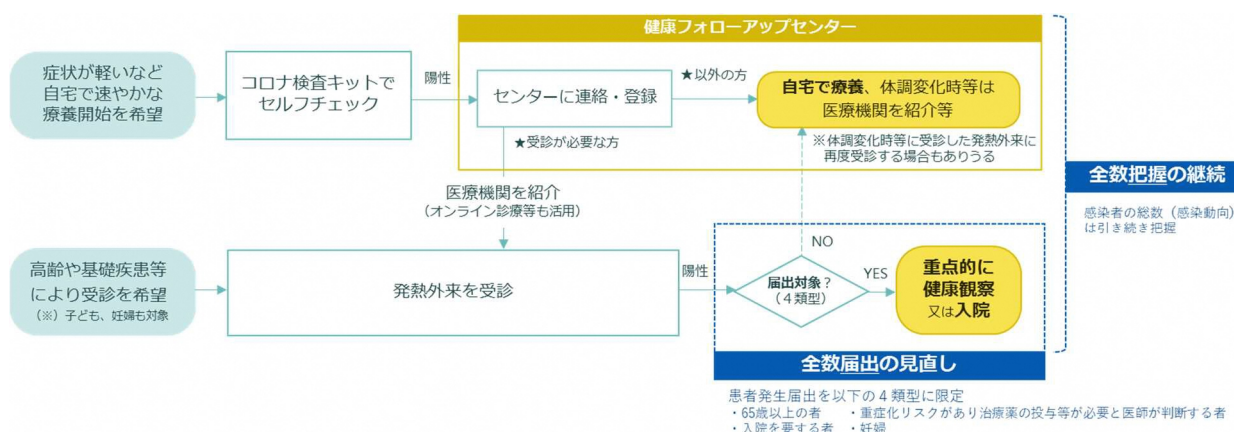 健康フォローアップセンター
症状が軽いなど
自宅で速やかな
療養開始を希望
コロナ検査キットで
セルフチェック
陽性
センターに連絡・登録
★以外の方
自宅で療養、体調変化時等は
医療機関を紹介等
★受診が必要な方
※体調変化時等に受診した発熱外来に
再度受診する場合もありうる
医療機関を紹介
(オンライン診療等も活用)
全数把握の継続
感染者の総数(感染動向)
は引き続き把握
高齢や基礎疾患等
により受診を希望
(※)子ども、妊婦も対象
発熱外来を受診
陽性
NO
届出対象?
(4類型)
YES
重点的に
健康観察
又は入院
全数届出の見直し
患者発生届出を以下の4類型に限定
・65歳以上の者 ・重症化リスクがあり治療薬の投与等が必要と医師が判断する者
・入院を要する者 ・妊婦